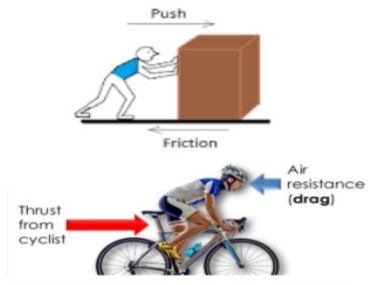 Push
Friction
Air
resistance
(drag)
Thrust
from
cyclist